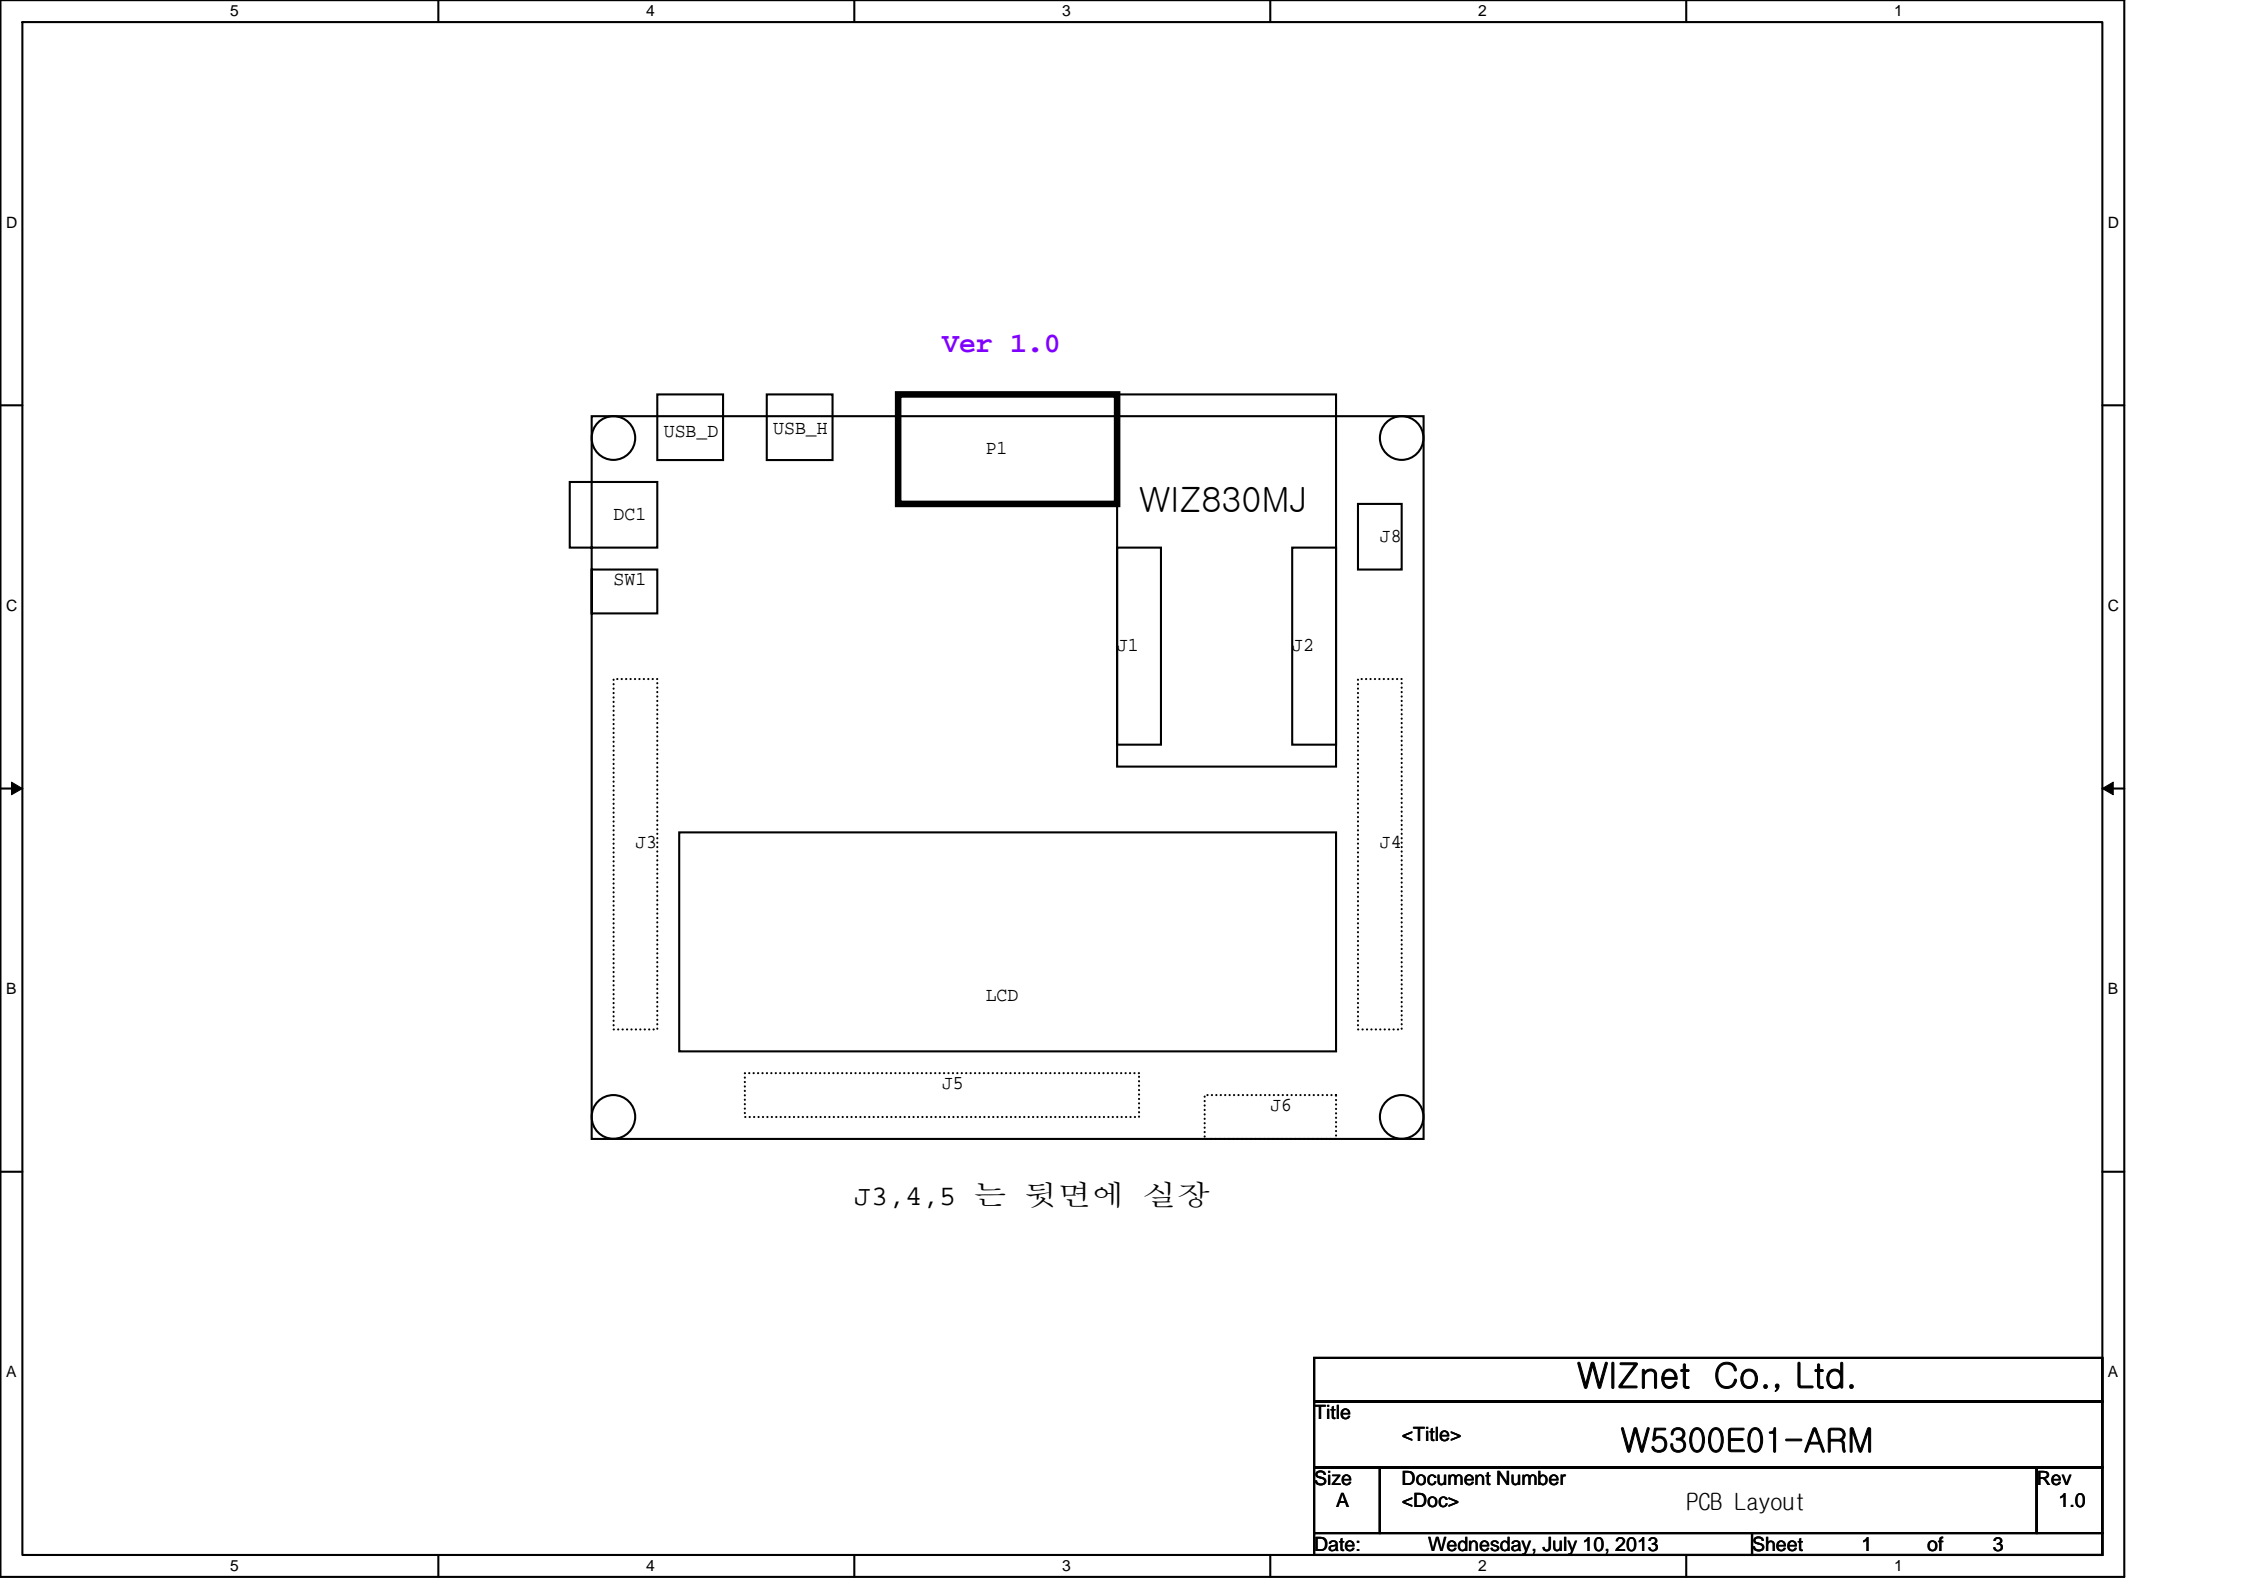 5 4 3 2 1
D D
Ver 1.0
USB_D USB_H P1
WIZ830MJ
DC1 J8
SW1
C C
J1 J2
J3 J4
B B
LCD
J5
J6
J3,4,5 는 뒷면에 실장
A A
WIZnet Co., Ltd.
Title
<Title> W5300E01-ARM
Size Document Number Rev
A <Doc> PCB Layout 1.0
Date: Wednesday, July 10, 2013 Sheet 1 of 3
5 4 3 2 1